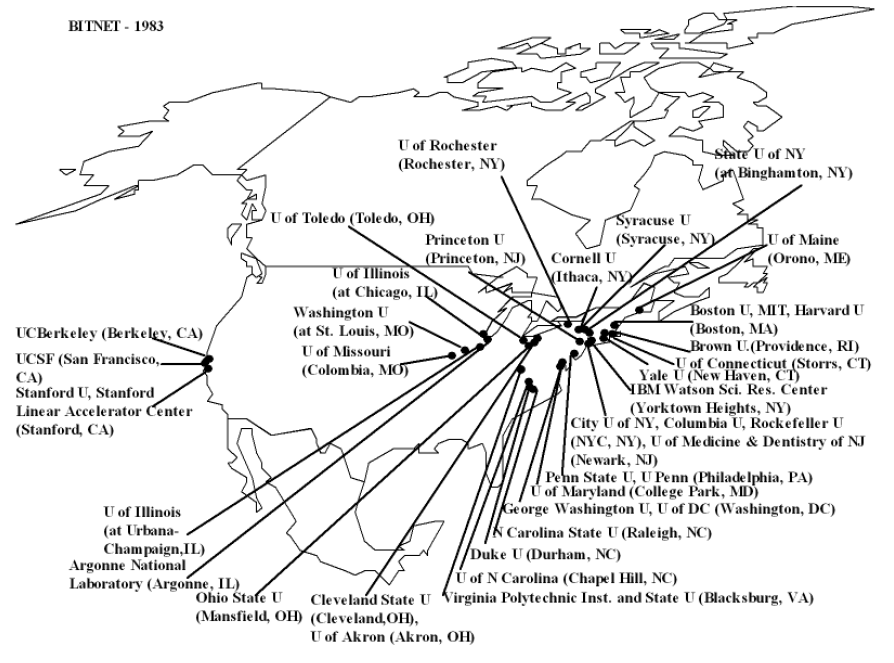 BITNET - 1983
U of Rochester
(Rochester, NY)
State U of NY
(at Binghamton, NY)
U of Toledo (Toledo, OH)
Syracuse U
(Syracuse, NY)
Princeton U
(Princeton, NJ)
U of Maine
(Orono, ME)
Cornell U
(Ithaca, NY)
U of Illinois
(at Chicago, IL)
Washington U
(at St. Louis, MO)
Boston U, MIT, Harvard U
(Boston, MA)
UCBerkeley (Berkeley, CA)
U of Missouri
(Colombia, MO)
Brown U.(Providence, RI)
UCSF (San Francisco,
CA)
U of Connecticut (Storrs, CT)
Yale U (New Haven, CT)
Stanford U, Stanford
Linear Accelerator Center
(Stanford, CA)
IBM Watson Sci. Res. Center
(Yorktown Heights, NY)
City U of NY, Columbia U, Rockefeller U
(NYC, NY), U of Medicine & Dentistry of NJ
(Newark, NJ)
Penn State U, U Penn (Philadelphia, PA)
U of Maryland (College Park, MD)
George Washington U, U of DC (Washington, DC)
U of Illinois
(at Urbana-
Champaign,IL)
N Carolina State U (Raleigh, NC)
Duke U (Durham, NC)
Argonne National
Laboratory (Argonne, IL)
U of N Carolina (Chapel Hill, NC)
Ohio State U
(Mansfield, OH)
Cleveland State U
(Cleveland,OH),
U of Akron (Akron, OH)
Virginia Polytechnic Inst. and State U (Blacksburg, VA)